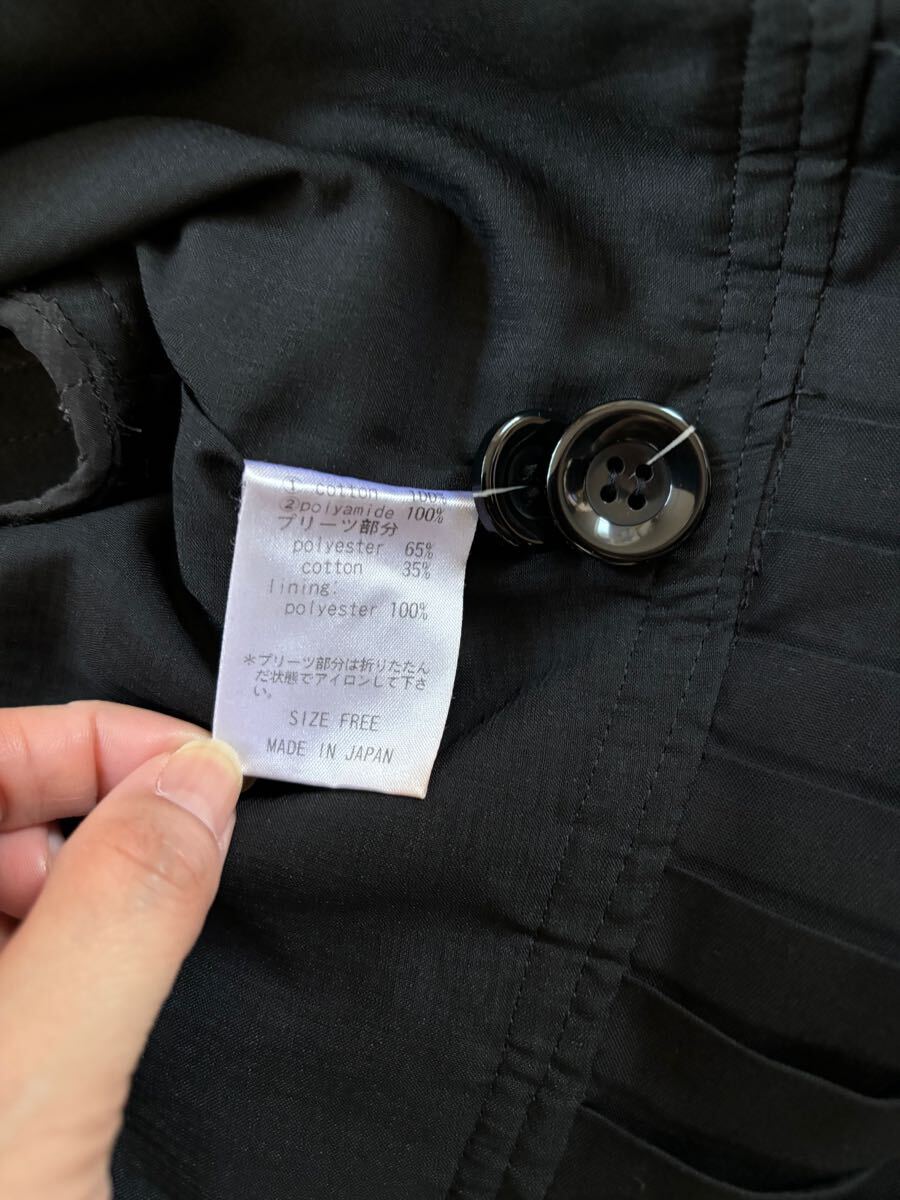 ① cotton 100%
②polyamide 100%
プリーツ部分
polyester 65%
cotton 35%
lining:
polyester 100%
*プリーツ部分は折りたたん
だ状態でアイロンして下さ
い。
SIZE FREE
MADE IN JAPAN